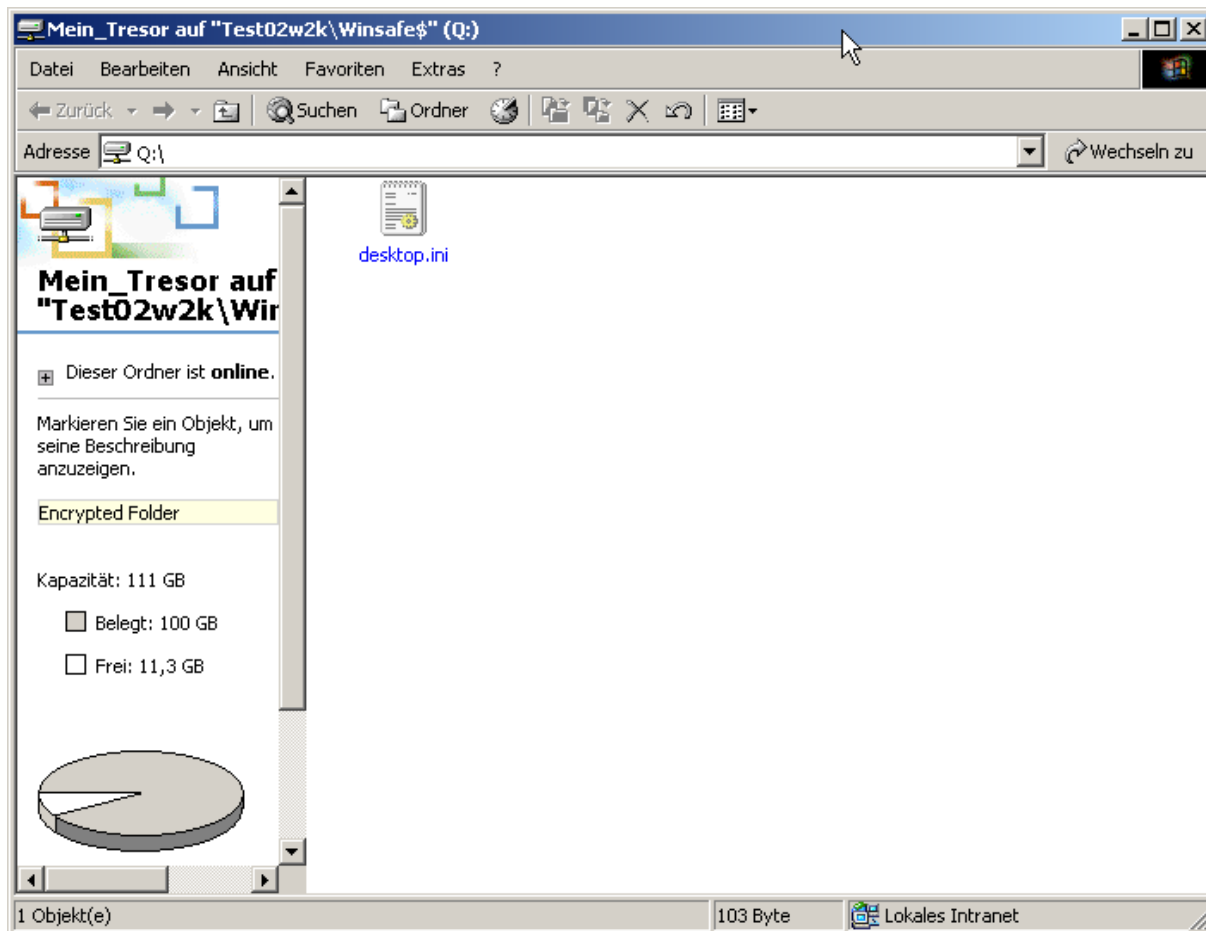 Mein_Tresor auf "Test02w2k\Winsafe$" (Q:)
Datei Bearbeiten Ansicht Favoriten Extras ?
Zurück Suchen Ordner
Adresse Q:\ Wechseln zu
desktop.ini
Mein_Tresor auf
"Test02w2k\Win
Dieser Ordner ist online.
Markieren Sie ein Objekt, um
seine Beschreibung
anzuzeigen.
Encrypted Folder
Kapazität: 111 GB
Belegt: 100 GB
Frei: 11,3 GB
1 Objekt(e) 103 Byte Lokales Intranet